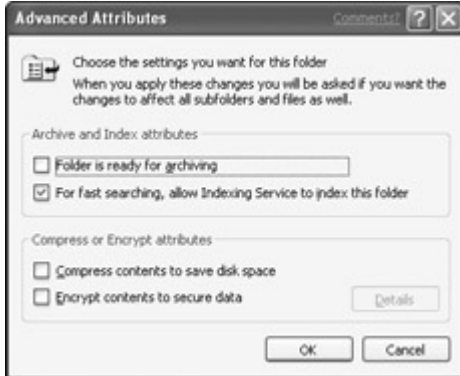 Advanced Attributes Comments?
Choose the settings you want for this folder
When you apply these changes you will be asked if you want the
changes to affect all subfolders and files as well.
Archive and Index attributes
Folder is ready for archiving
For fast searching, allow Indexing Service to index this folder
Compress or Encrypt attributes
Compress contents to save disk space
Encrypt contents to secure data
Details
OK Cancel